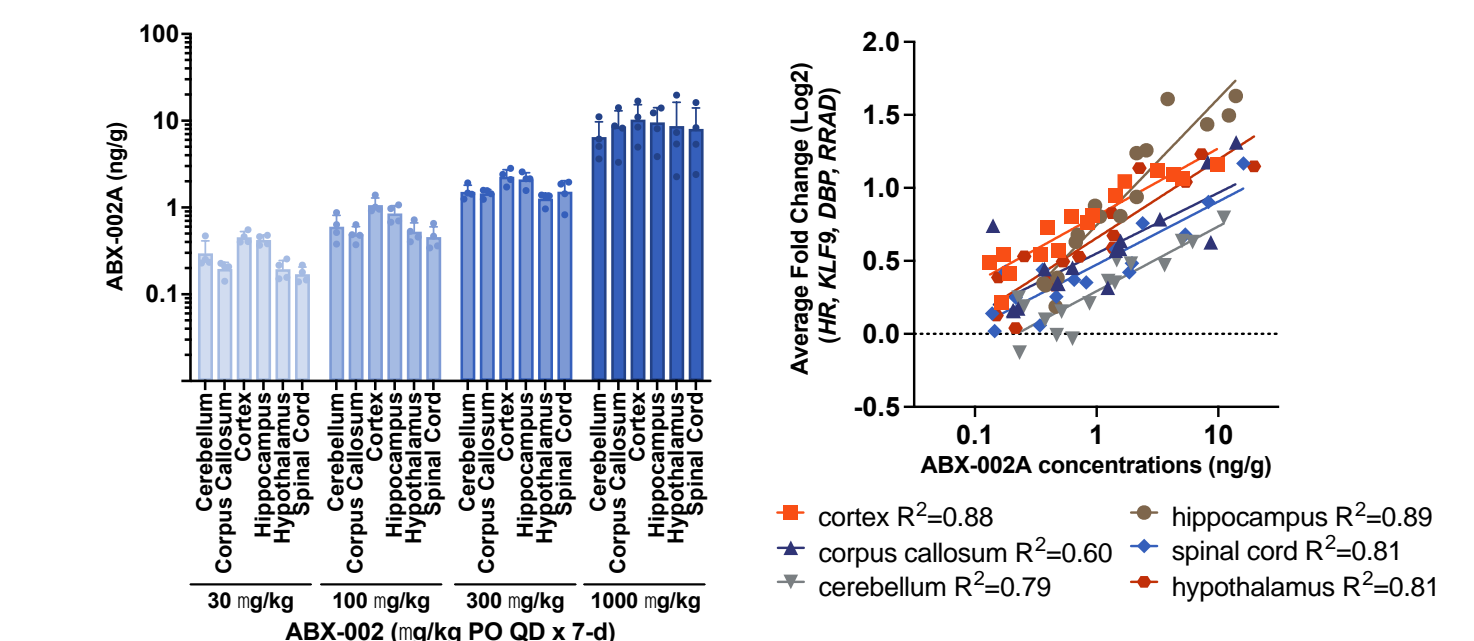 100
10
1
0.1
ABX-002A (ng/g)
Cerebellum
Corpus Callosum
Cortex
Hippocampus
Hypothalamus
Spinal Cord
Cerebellum
Corpus Callosum
Cortex
Hippocampus
Hypothalamus
Spinal Cord
Cerebellum
Corpus Callosum
Cortex
Hippocampus
Hypothalamus
Spinal Cord
Cerebellum
Corpus Callosum
Cortex
Hippocampus
Hypothalamus
Spinal Cord
30 mg/kg
100 mg/kg
300 mg/kg
1000 mg/kg
ABX-002 (mg/kg PO QD x 7-d)
2.0
1.5
1.0
0.5
0.0
-0.5
Average Fold Change (Log2)
(HR, KLF9, DBP, RRAD)
0.1
1
10
ABX-002A concentrations (ng/g)
cortex R²=0.88
corpus callosum R²=0.60
cerebellum R²=0.79
hippocampus R²=0.89
spinal cord R²=0.81
hypothalamus R²=0.81